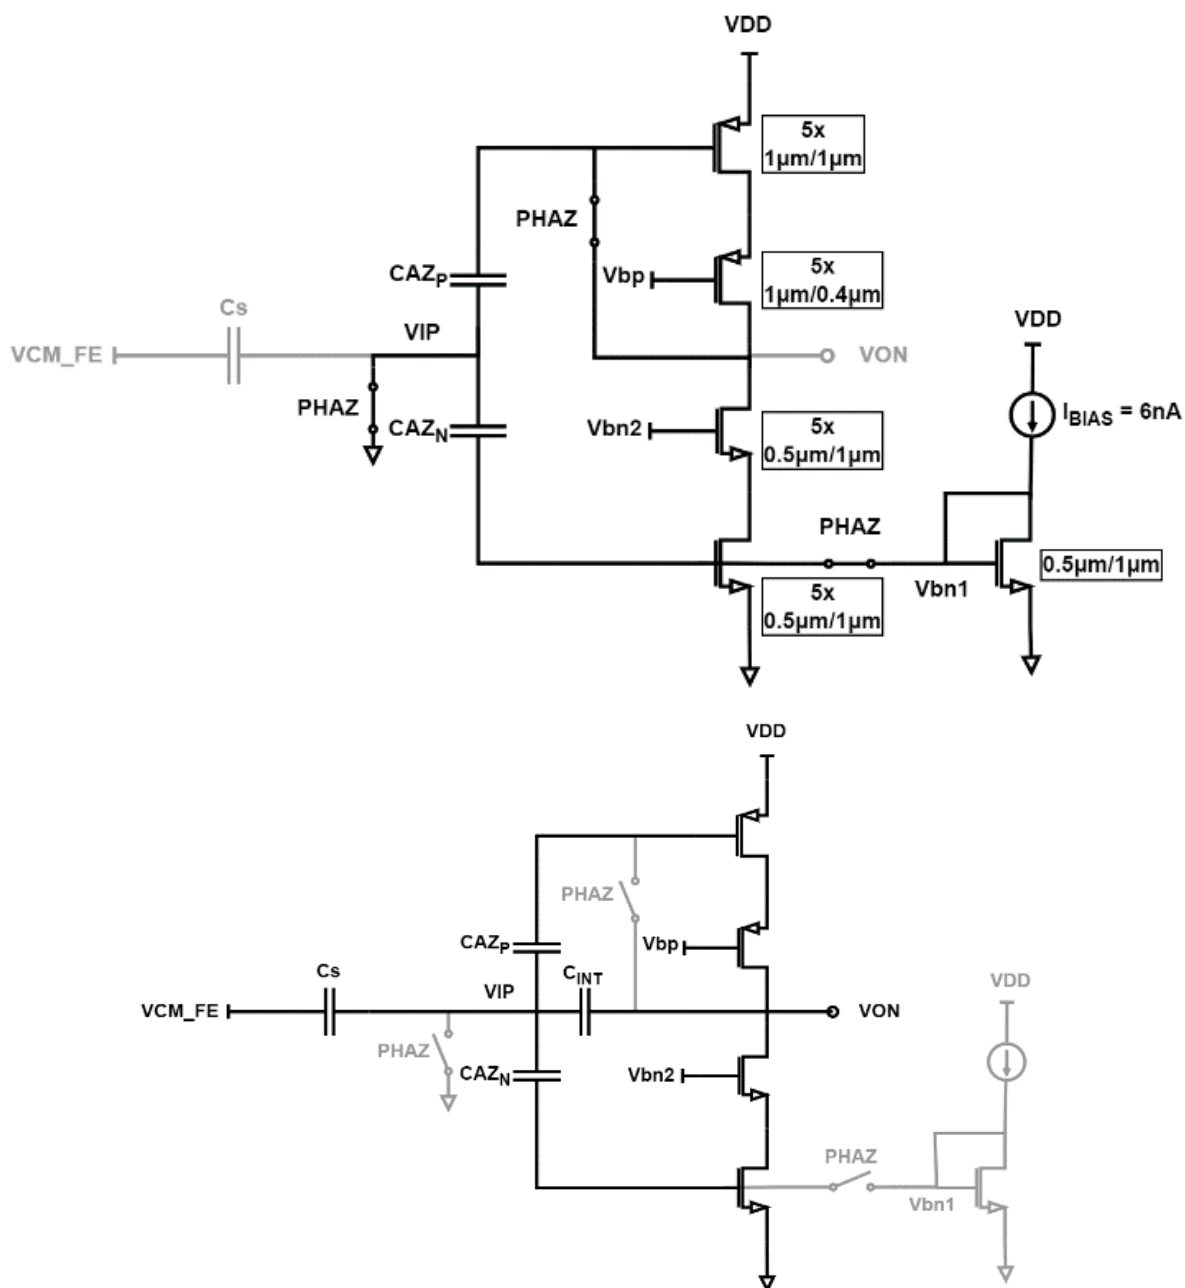 VDD
5x
1µm/1µm
PHAZ
CAZP
Vbp
5x
1µm/0.4µm
Cs
VDD
VIP
VCM_FE
VON
PHAZ
IBIAS = 6nA
CAZN
Vbn2
5x
0.5µm/1µm
PHAZ
0.5µm/1µm
Vbn1
5x
0.5µm/1µm
VDD
PHAZ
CAZP
Vbp
Cs
CINT
VIP
VDD
VCM_FE
VON
PHAZ
CAZN
Vbn2
PHAZ
Vbn1